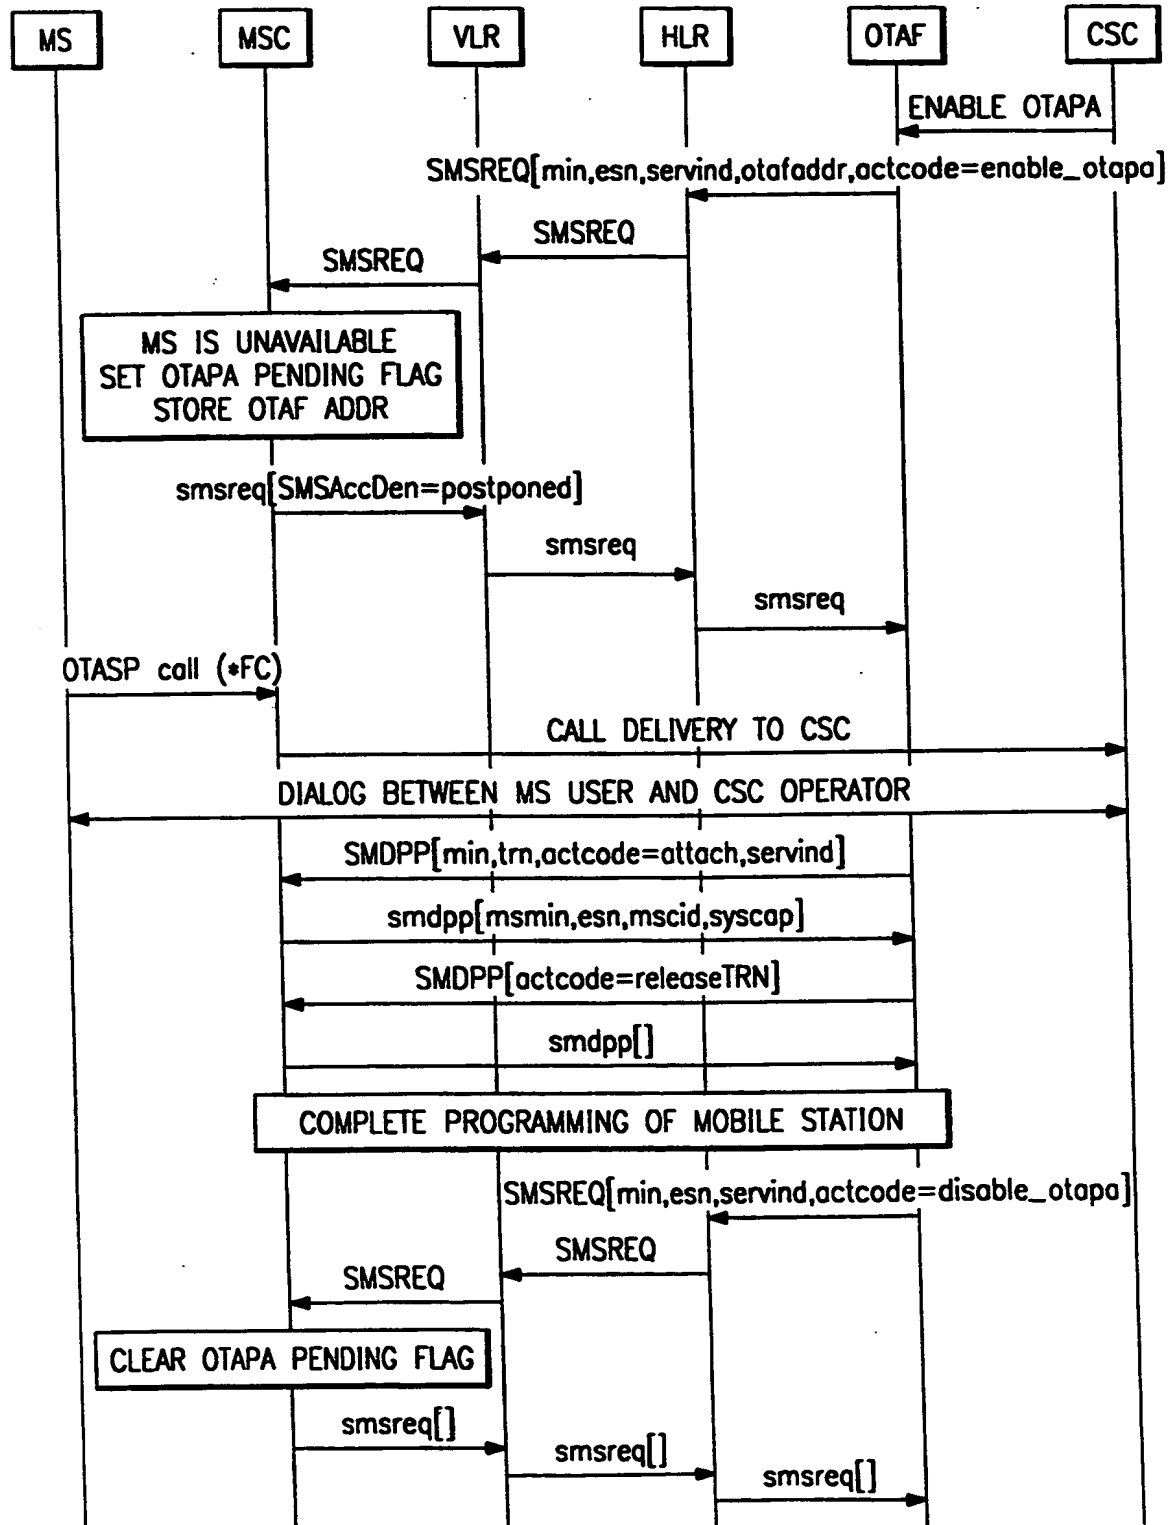 MS
MSC
VLR
HLR
OTAF
CSC
ENABLE OTAPA
SMSREQ[min,esn,servind,otafaddr,actcode=enable_otapa]
SMSREQ
SMSREQ
MS IS UNAVAILABLE
SET OTAPA PENDING FLAG
STORE OTAF ADDR
smsreq[SMSAccDen=postponed]
smsreq
smsreq
OTASP call (*FC)
CALL DELIVERY TO CSC
DIALOG BETWEEN MS USER AND CSC OPERATOR
SMDPP[min,trn,actcode=attach,servind]
smdpp[msmin,esn,mscid,syscap]
SMDPP[actcode=releaseTRN]
smdpp[]
COMPLETE PROGRAMMING OF MOBILE STATION
SMSREQ[min,esn,servind,actcode=disable_otapa]
SMSREQ
SMSREQ
CLEAR OTAPA PENDING FLAG
smsreq[]
smsreq[]
smsreq[]